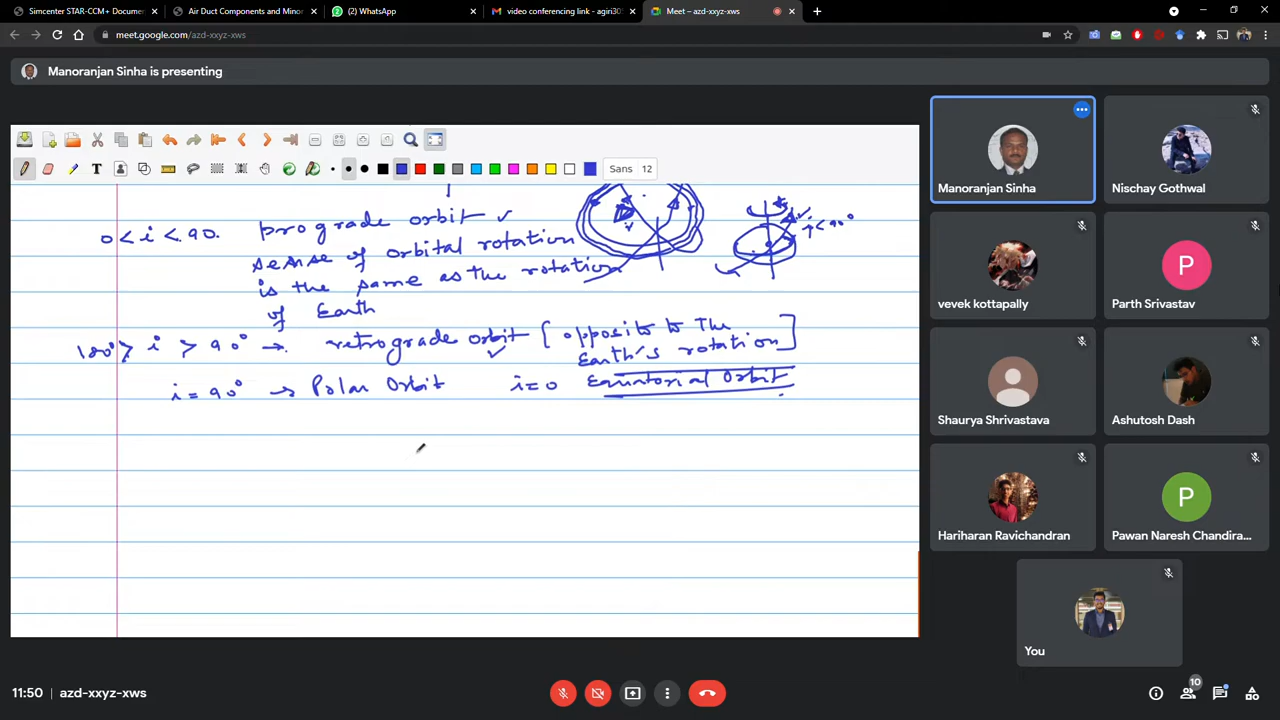 Simcenter STAR-CCM+ Documen
Air Duct Components and Minor
(2) WhatsApp
video conferencing link - agiri305
Meet – azd-xxyz-xws
meet.google.com/azd-xxyz-xws
Manoranjan Sinha is presenting
T
Sans 12
0 < i < 90. prograde orbit ✓
sense of orbital rotation
is the same as the rotation
of Earth
< 90°
180° > i > 90° → retrograde orbit [opposite to the
Earth's rotation]
i = 90° → Polar Orbit i = 0 Equatorial Orbit
Manoranjan Sinha
Nischay Gothwal
vevek kottapally
P
Parth Srivastav
Shaurya Shrivastava
Ashutosh Dash
Hariharan Ravichandran
P
Pawan Naresh Chandira...
You
11:50 azd-xxyz-xws
10